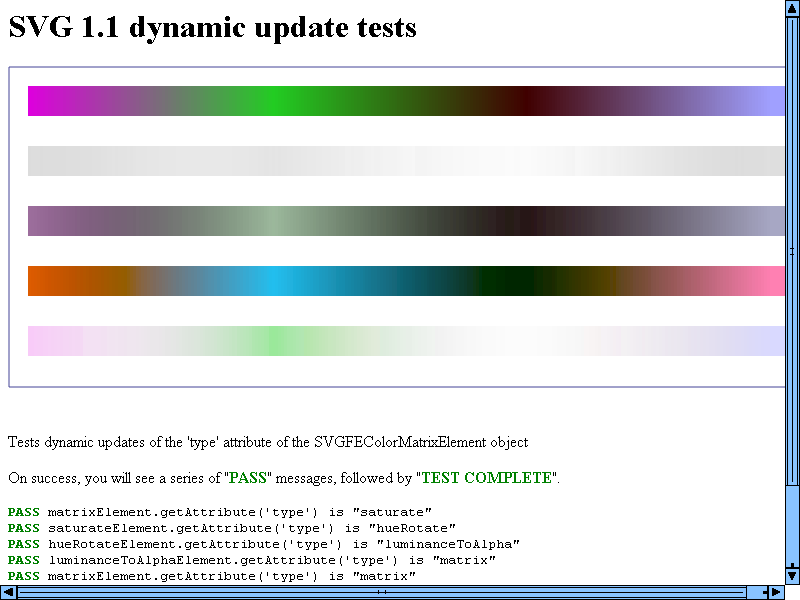 SVG 1.1 dynamic update tests
Tests dynamic updates of the 'type' attribute of the SVGFEColorMatrixElement object
On success, you will see a series of "PASS" messages, followed by "TEST COMPLETE".
PASS matrixElement.getAttribute('type') is "saturate"
PASS saturateElement.getAttribute('type') is "hueRotate"
PASS hueRotateElement.getAttribute('type') is "luminanceToAlpha"
PASS luminanceToAlphaElement.getAttribute('type') is "matrix"
PASS matrixElement.getAttribute('type') is "matrix"